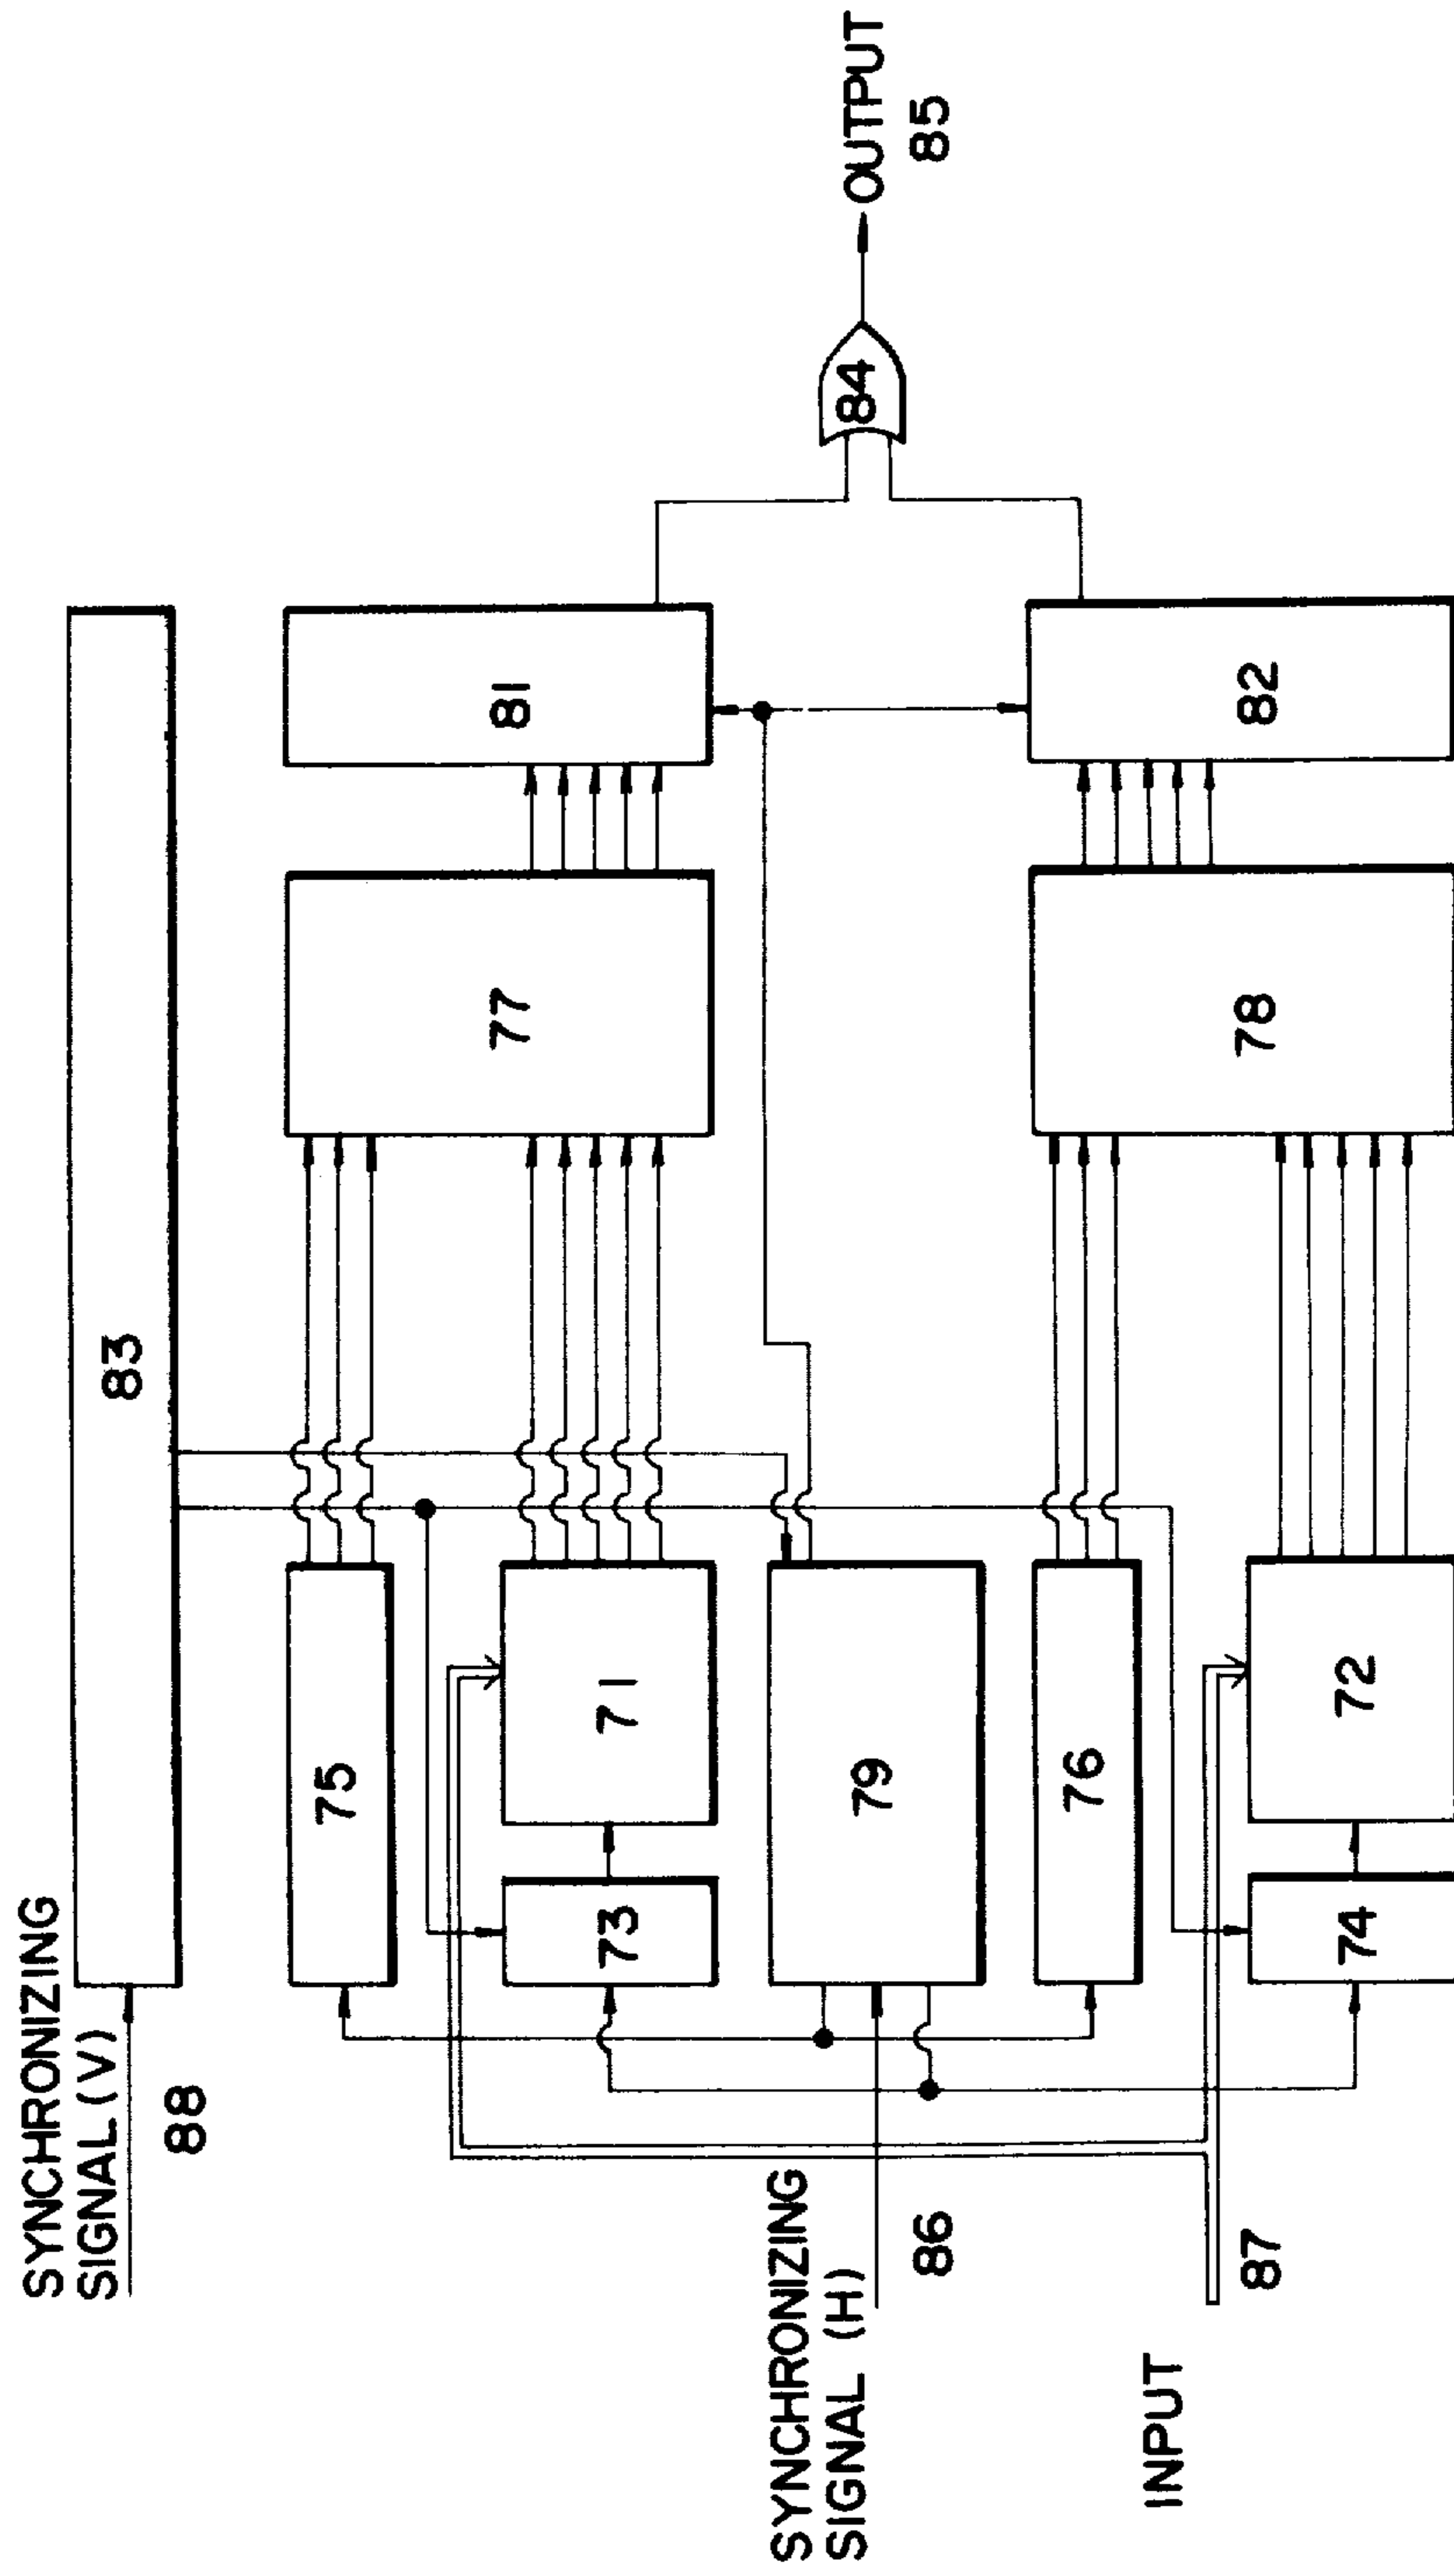 SYNCHRONIZING
SIGNAL (V)
88
83
75
77
81
71
73
SYNCHRONIZING
SIGNAL (H)
86
79
84
OUTPUT
85
76
78
82
INPUT
87
74
72